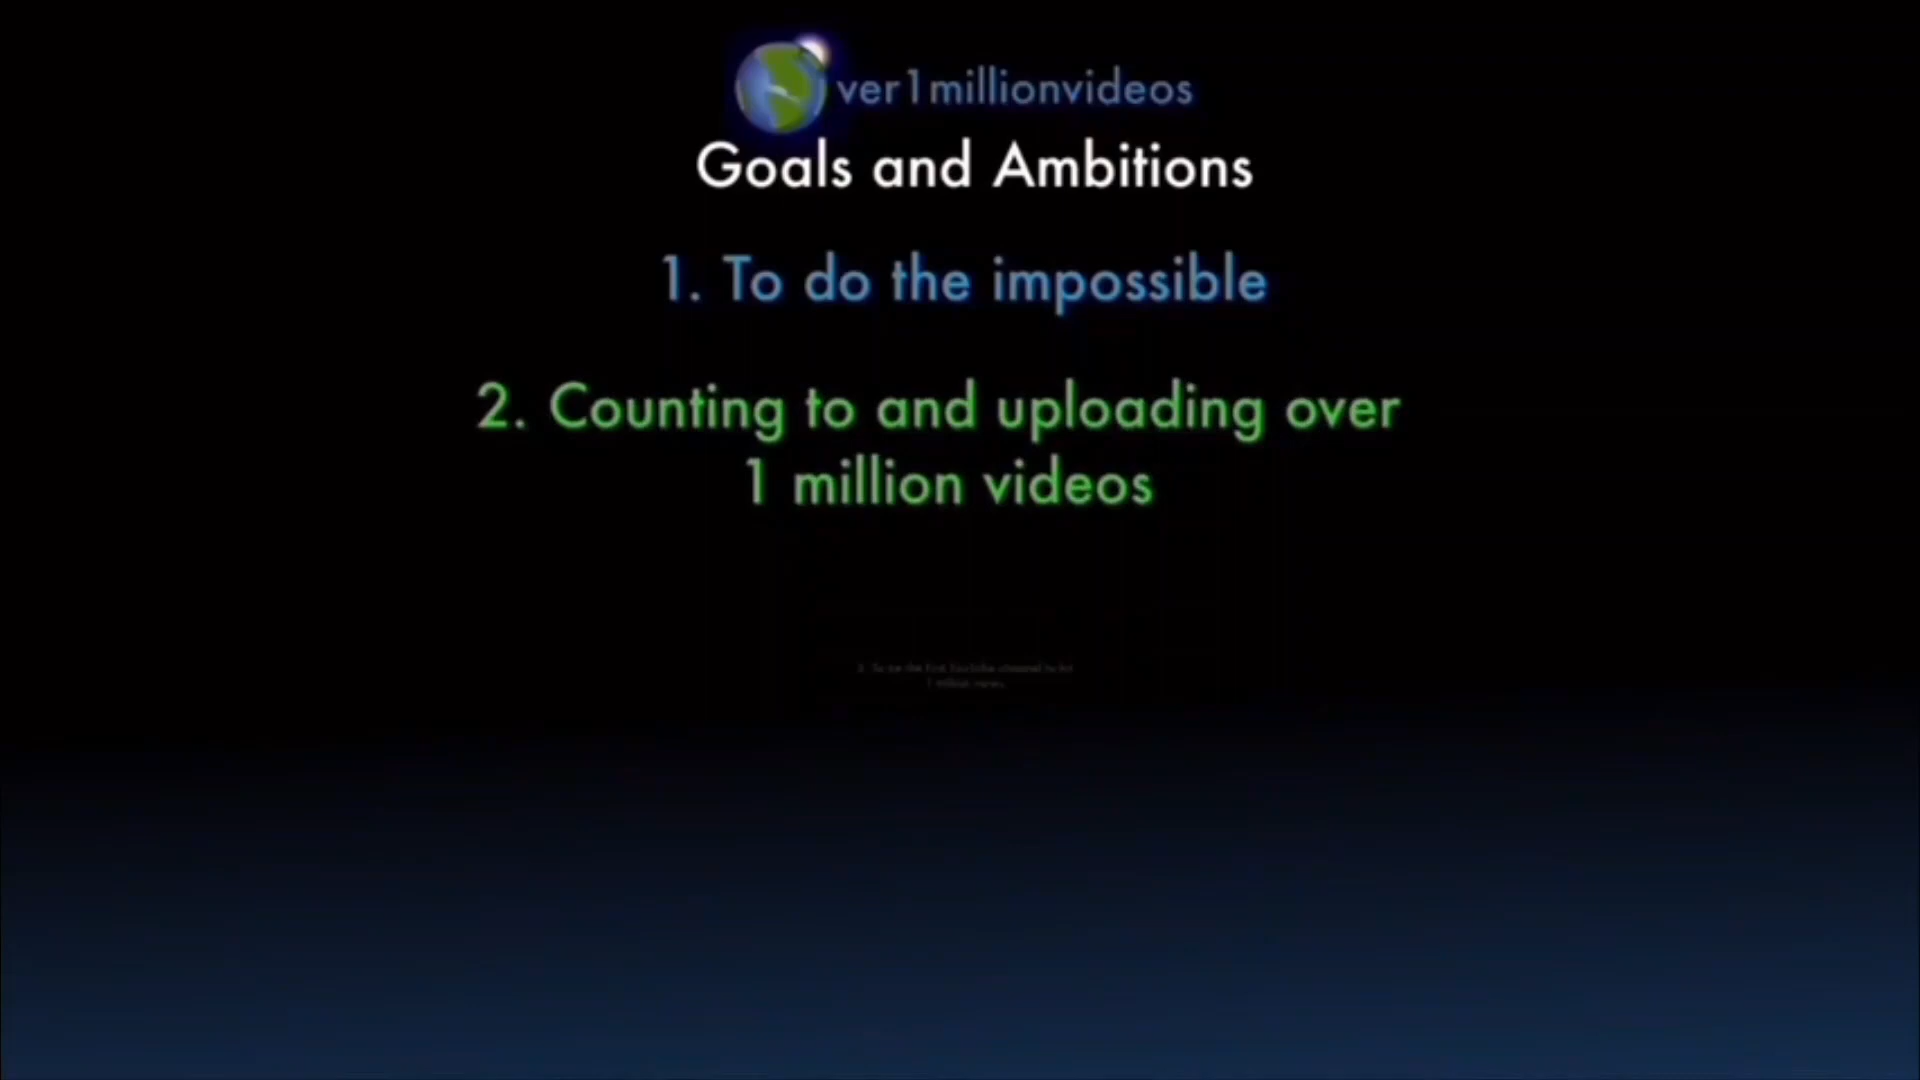 ver1millionvideos
Goals and Ambitions
1. To do the impossible
2. Counting to and uploading over
1 million videos